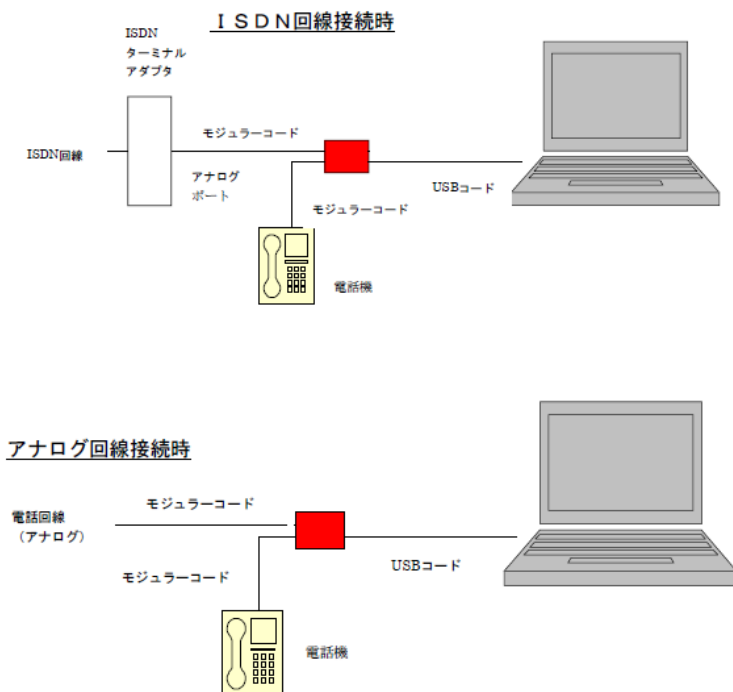 ＩＳＤＮ回線接続時
ISDN
ターミナル
アダプタ
モジュラーコード
ISDN回線
アナログ
ポート
USBコード
モジュラーコード
電話機
アナログ回線接続時
モジュラーコード
電話回線
（アナログ）
USBコード
モジュラーコード
電話機